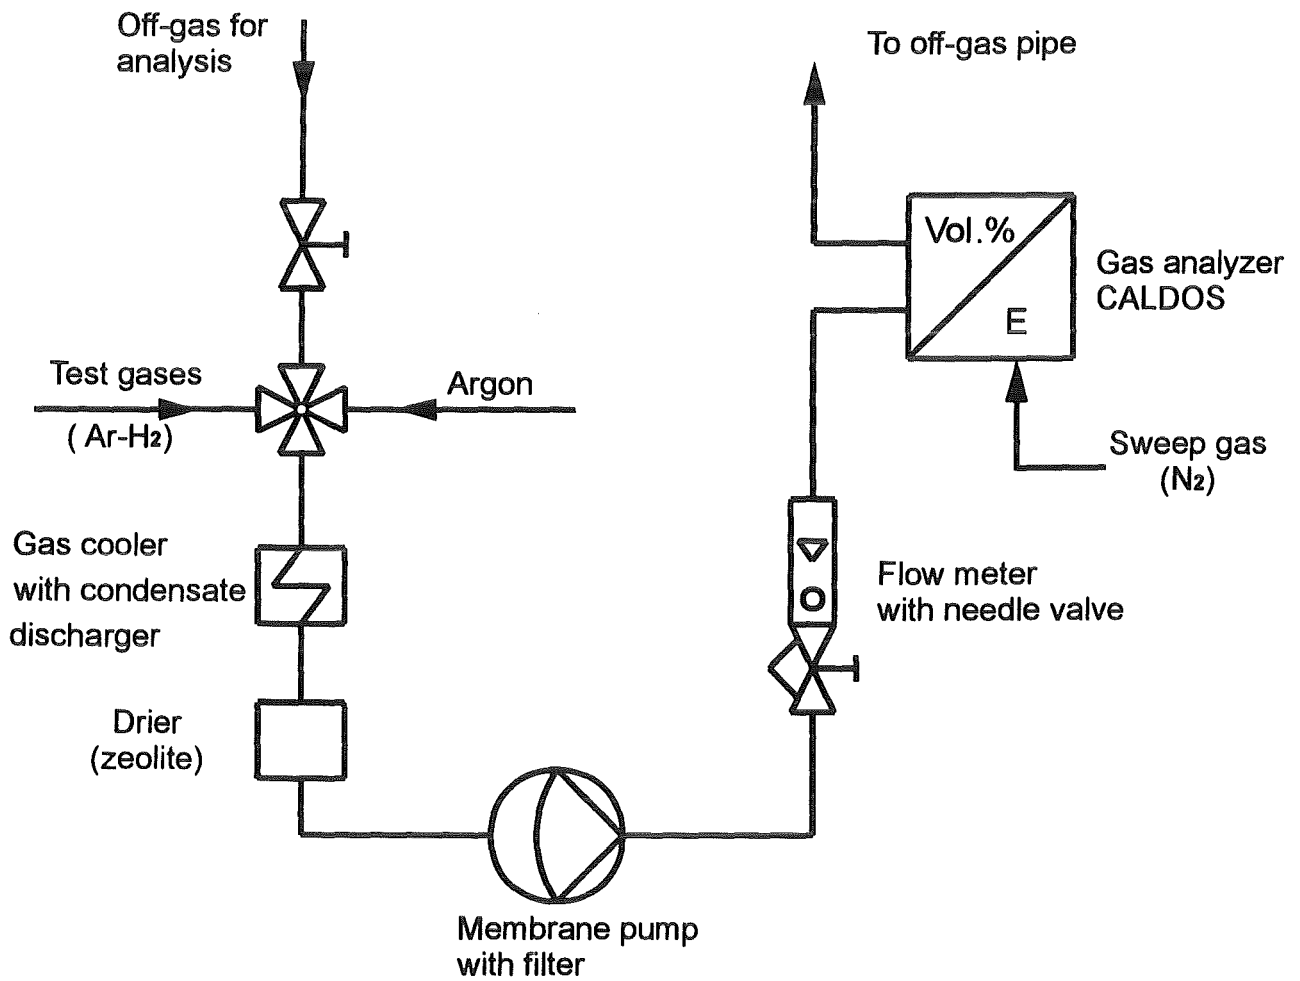 Off-gas for
analysis
To off-gas pipe
Vol.%
E
Gas analyzer
CALDOS
Test gases
( Ar-H2)
Argon
Sweep gas
(N2)
Gas cooler
with condensate
discharger
Flow meter
with needle valve
Drier
(zeolite)
Membrane pump
with filter